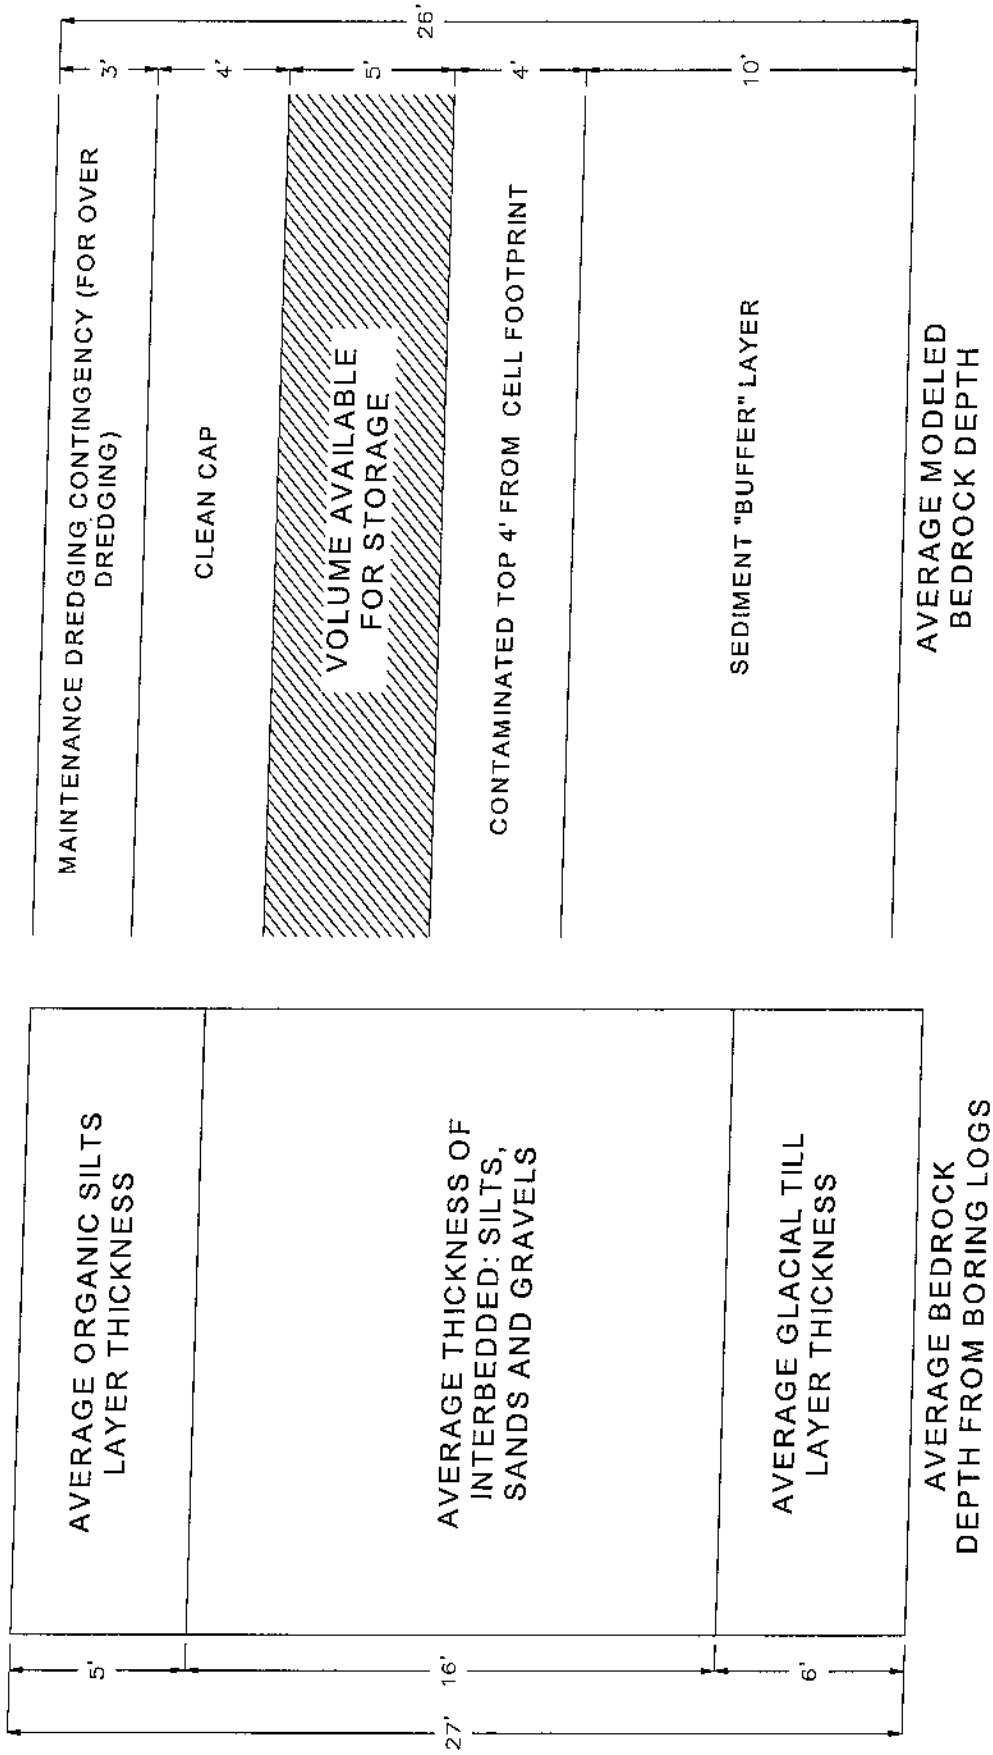 5'
16'
6'
27'
AVERAGE ORGANIC SILTS
LAYER THICKNESS
AVERAGE THICKNESS OF
INTERBEDDED: SILTS,
SANDS AND GRAVELS
AVERAGE GLACIAL TILL
LAYER THICKNESS
AVERAGE BEDROCK
DEPTH FROM BORING LOGS
MAINTENANCE DREDGING CONTINGENCY (FOR OVER
DREDGING)
CLEAN CAP
VOLUME AVAILABLE
FOR STORAGE
CONTAMINATED TOP 4' FROM CELL FOOTPRINT
SEDIMENT "BUFFER" LAYER
AVERAGE MODELED
BEDROCK DEPTH
3'
4'
5'
4'
10'
26'